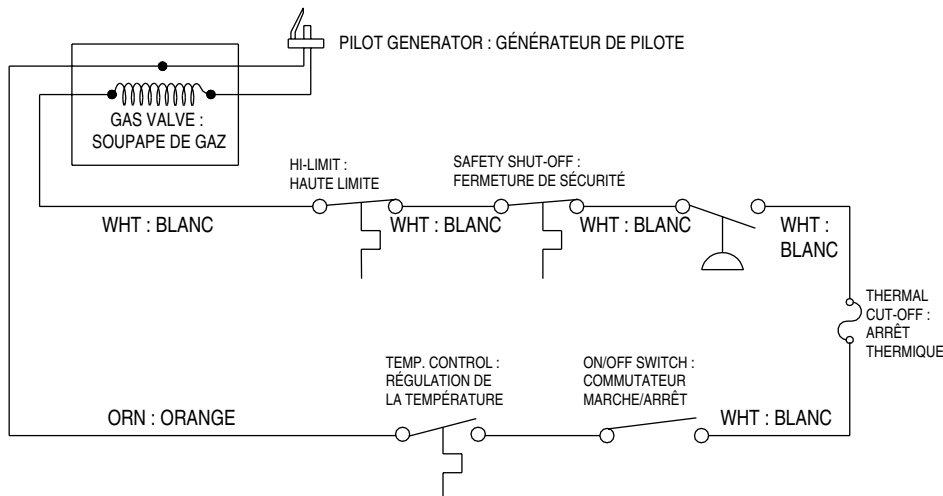 PILOT GENERATOR : GÉNÉRATEUR DE PILOTE
GAS VALVE :
SOUPAPE DE GAZ
HI-LIMIT :
HAUTE LIMITE
SAFETY SHUT-OFF :
FERMETURE DE SÉCURITÉ
WHT : BLANC
WHT : BLANC
WHT : BLANC
WHT :
BLANC
THERMAL
CUT-OFF :
ARRÊT
THERMIQUE
TEMP. CONTROL :
RÉGULATION DE
LA TEMPÉRATURE
ON/OFF SWITCH :
COMMUTATEUR
MARCHE/ARRÊT
ORN : ORANGE
WHT : BLANC